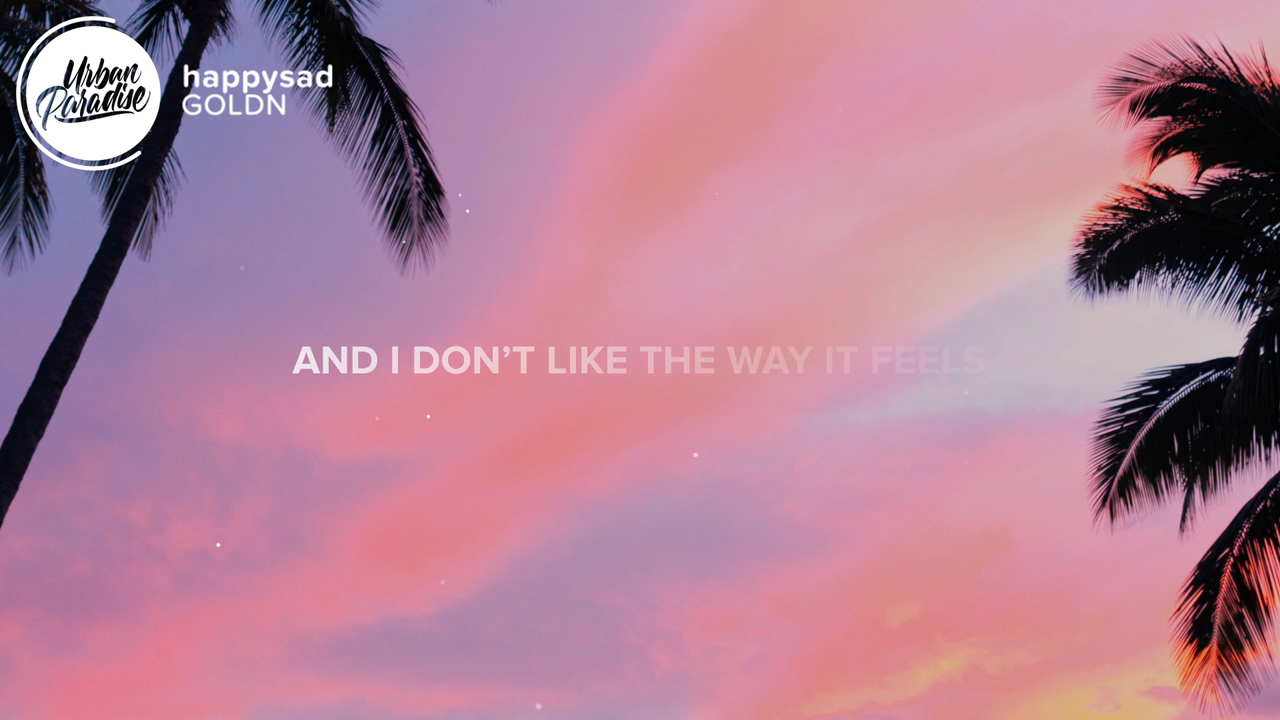 Urban
Paradise
happysad
GOLDN
AND I DON’T LIKE THE WAY IT FEELS